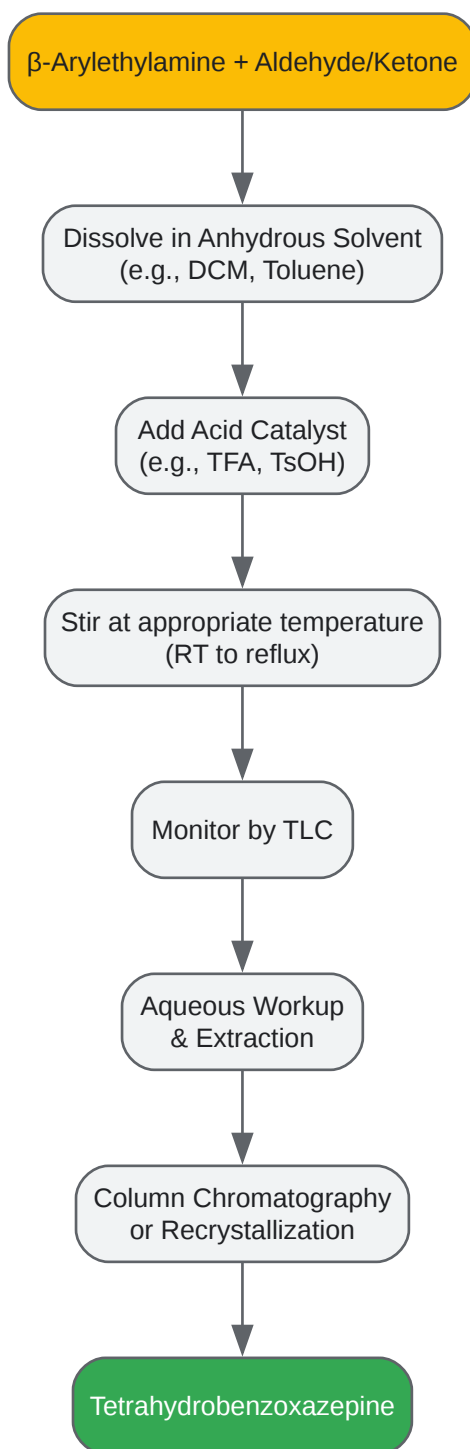 β-Arylethylamine + Aldehyde/Ketone
Dissolve in Anhydrous Solvent
(e.g., DCM, Toluene)
Add Acid Catalyst
(e.g., TFA, TsOH)
Stir at appropriate temperature
(RT to reflux)
Monitor by TLC
Aqueous Workup
& Extraction
Column Chromatography
or Recrystallization
Tetrahydrobenzoxazepine